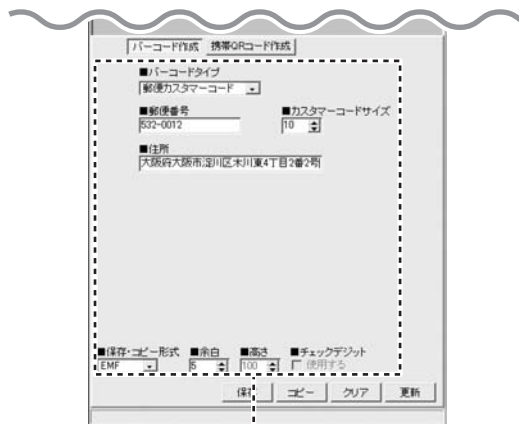 バーコード作成 携帯QRコード作成
■バーコードタイプ
郵便カスタマーコード
■郵便番号 ■カスタマーコードサイズ
532-0012 10
■住所
大阪府大阪市淀川区木川東4丁目2番2号
■保存・コピー形式 ■余白 ■高さ ■チェックデジット
EMF 5 100 使用する
保存 コピー クリア 更新